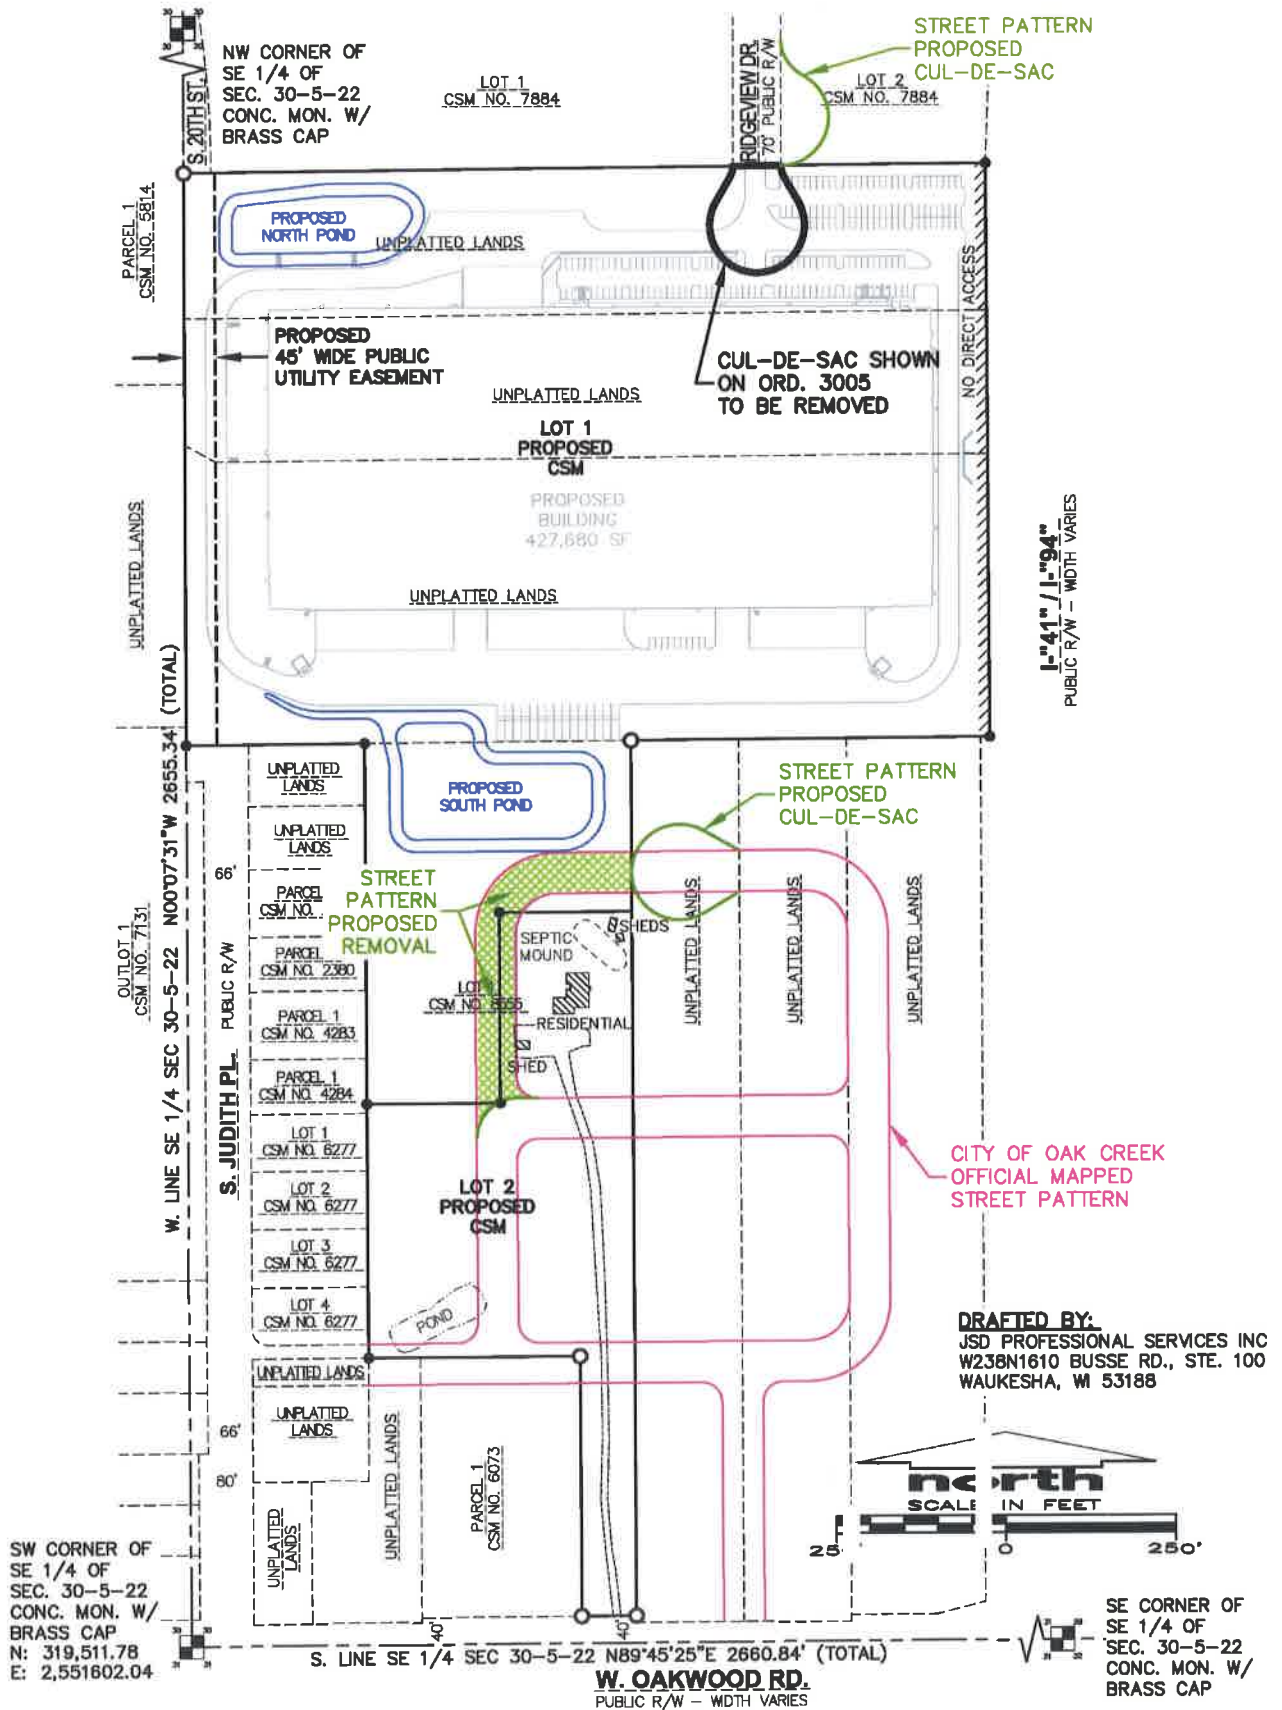 STREET PATTERN
PROPOSED
CUL-DE-SAC
NW CORNER OF
SE 1/4 OF
SEC. 30-5-22
CONC. MON. W/
BRASS CAP
S. 20TH ST.
LOT 1
CSM NO. 7884
RIDGEVIEW DR.
70' PUBLIC R/W
LOT 2
CSM NO. 7884
PARCEL 1
CSM NO. 5814
PROPOSED
NORTH POND
UNPLATTED LANDS
NO DIRECT ACCESS
PROPOSED
45' WIDE PUBLIC
UTILITY EASEMENT
CUL-DE-SAC SHOWN
ON ORD. 3005
TO BE REMOVED
UNPLATTED LANDS
LOT 1
PROPOSED
CSM
PROPOSED
BUILDING
427,680 SF
UNPLATTED LANDS
UNPLATTED LANDS
I-"41" / I-"94"
PUBLIC R/W - WIDTH VARIES
W. LINE SE 1/4 SEC 30-5-22 N00°07'31"W 2655.34' (TOTAL)
OUTLOT 1
CSM NO. 7131
UNPLATTED
LANDS
UNPLATTED
LANDS
PROPOSED
SOUTH POND
STREET PATTERN
PROPOSED
CUL-DE-SAC
66'
STREET
PATTERN
PROPOSED
REMOVAL
PARCEL
CSM NO.
PARCEL
CSM NO. 2380
PARCEL 1
CSM NO. 4283
PARCEL 1
CSM NO. 4284
LOT 1
CSM NO. 6277
LOT 2
CSM NO. 6277
LOT 3
CSM NO. 6277
LOT 4
CSM NO. 6277
S. JUDITH PL.
PUBLIC R/W
SEPTIC
MOUND
SHEDS
LOT
CSM NO. 8655
RESIDENTIAL
SHED
UNPLATTED LANDS
UNPLATTED LANDS
UNPLATTED LANDS
CITY OF OAK CREEK
OFFICIAL MAPPED
STREET PATTERN
LOT 2
PROPOSED
CSM
POND
UNPLATTED LANDS
UNPLATTED
LANDS
66'
80'
UNPLATTED
LANDS
UNPLATTED LANDS
PARCEL 1
CSM NO. 6073
DRAFTED BY:
JSD PROFESSIONAL SERVICES INC
W238N1610 BUSSE RD., STE. 100
WAUKESHA, WI 53188
north
SCALE IN FEET
25
0
250'
SW CORNER OF
SE 1/4 OF
SEC. 30-5-22
CONC. MON. W/
BRASS CAP
N: 319,511.78
E: 2,551602.04
40'
40'
S. LINE SE 1/4 SEC 30-5-22 N89°45'25"E 2660.84' (TOTAL)
W. OAKWOOD RD.
PUBLIC R/W - WIDTH VARIES
SE CORNER OF
SE 1/4 OF
SEC. 30-5-22
CONC. MON. W/
BRASS CAP